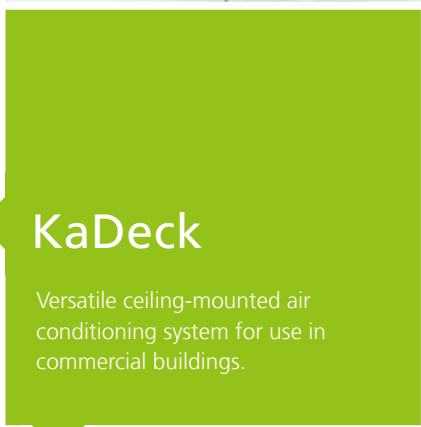 KaDeck
Versatile ceiling-mounted air
conditioning system for use in
commercial buildings.